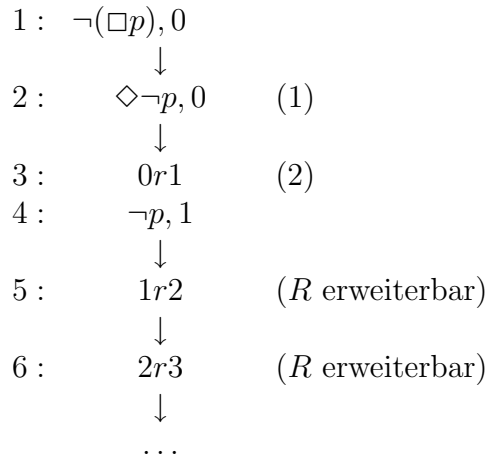 1 : ¬(□p), 0
↓
2 : ◇¬p, 0 (1)
↓
3 : 0r1 (2)
4 : ¬p, 1
↓
5 : 1r2 (R erweiterbar)
↓
6 : 2r3 (R erweiterbar)
↓
...